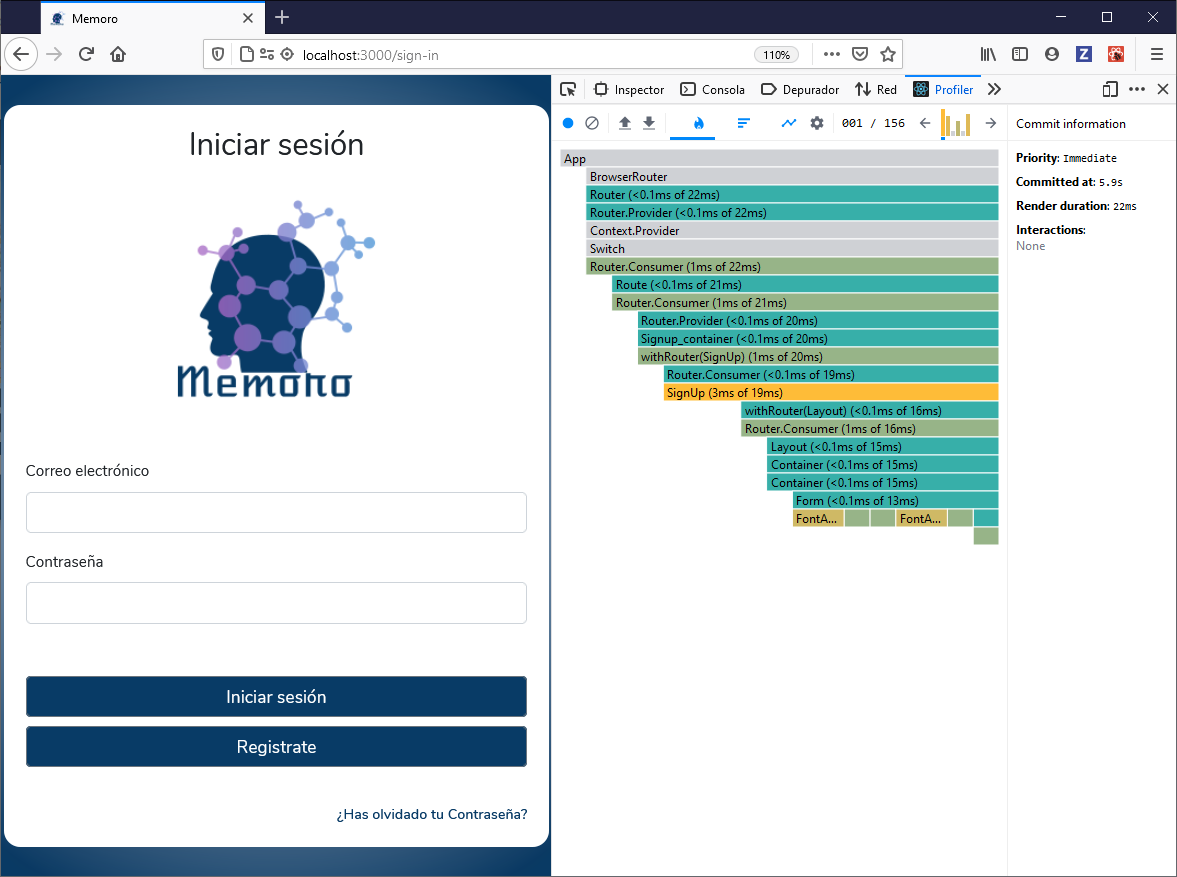 Memoro
localhost:3000/sign-in
110%
Z
Iniciar sesión
Memoro
Correo electrónico
Contraseña
Iniciar sesión
Registrate
¿Has olvidado tu Contraseña?
Inspector
Consola
Depurador
Red
Profiler
001 / 156
App
BrowserRouter
Router (<0.1ms of 22ms)
Router.Provider (<0.1ms of 22ms)
Context.Provider
Switch
Router.Consumer (1ms of 22ms)
Route (<0.1ms of 21ms)
Router.Consumer (1ms of 21ms)
Router.Provider (<0.1ms of 20ms)
Signup_container (<0.1ms of 20ms)
withRouter(SignUp) (1ms of 20ms)
Router.Consumer (<0.1ms of 19ms)
SignUp (3ms of 19ms)
withRouter(Layout) (<0.1ms of 16ms)
Router.Consumer (1ms of 16ms)
Layout (<0.1ms of 15ms)
Container (<0.1ms of 15ms)
Container (<0.1ms of 15ms)
Form (<0.1ms of 13ms)
FontA... FontA...
Commit information
Priority: Immediate
Committed at: 5.9s
Render duration: 22ms
Interactions:
None